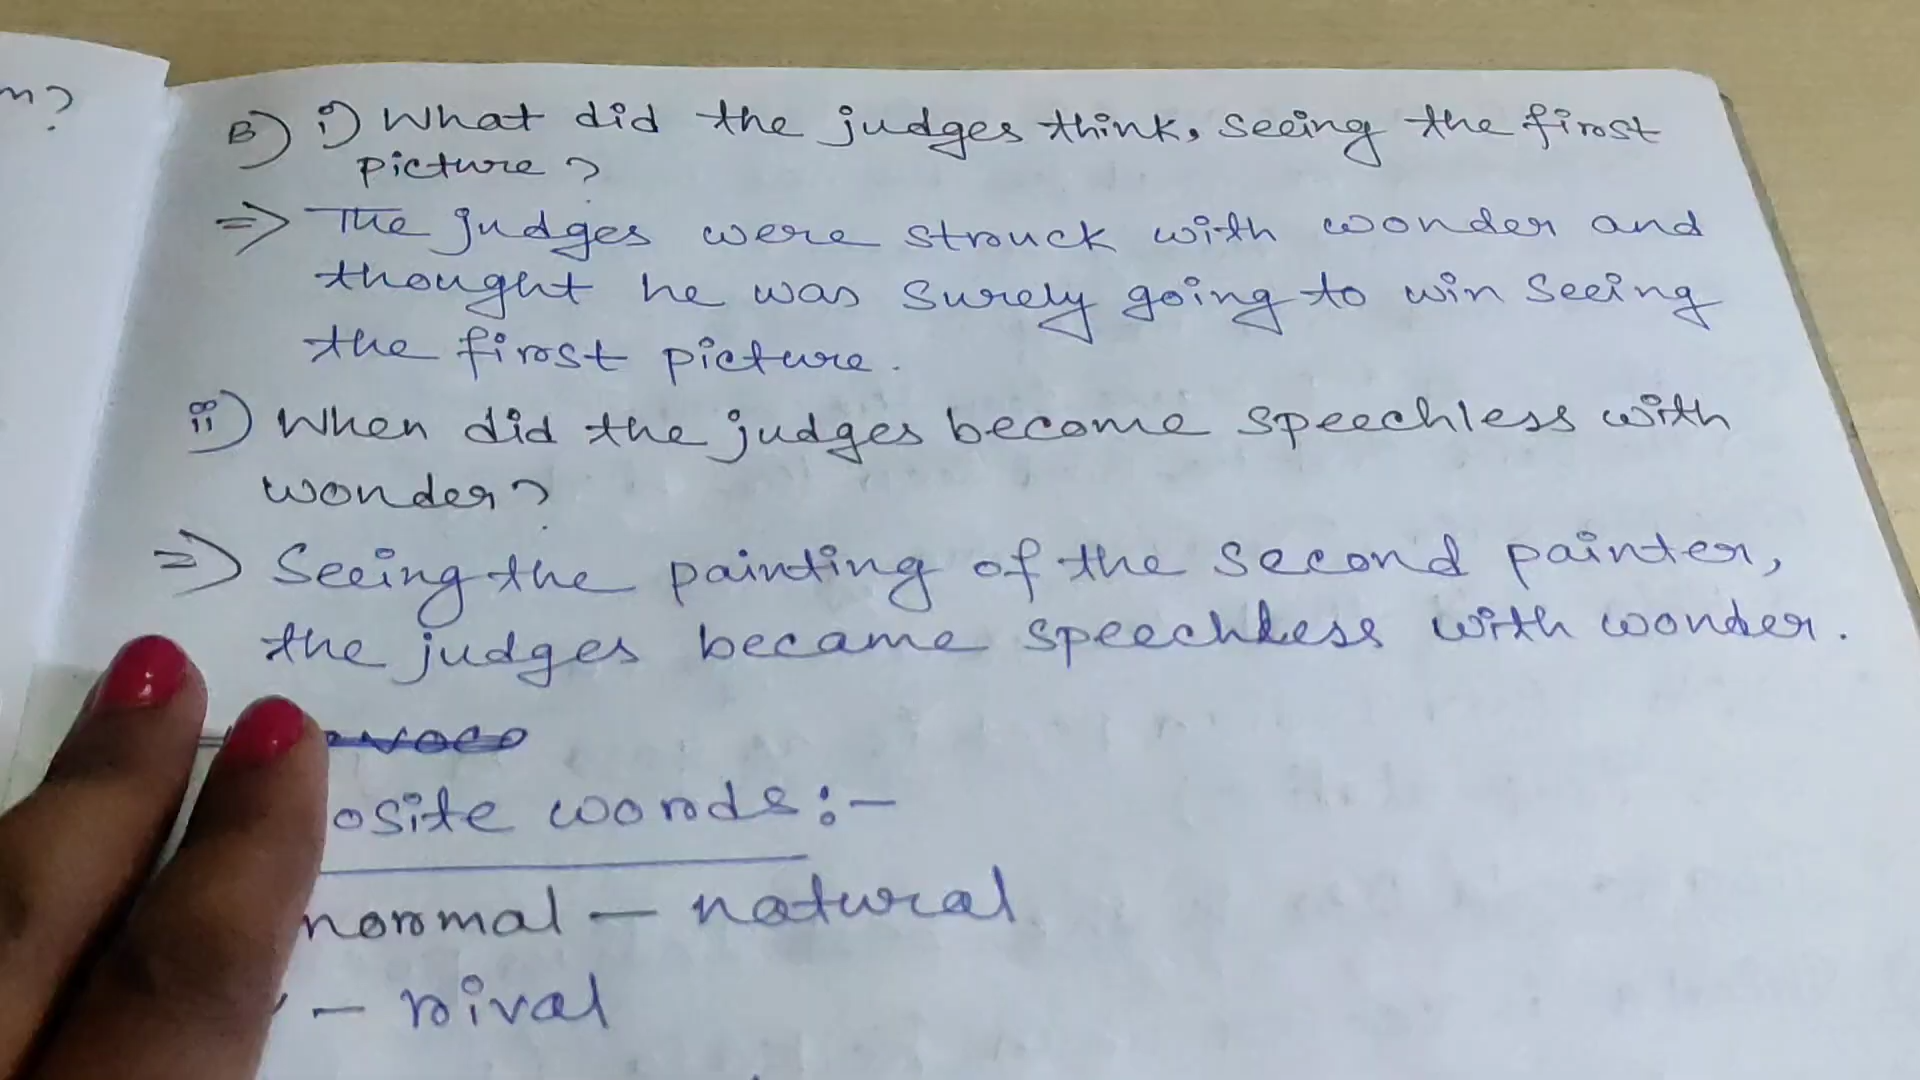 B) i) What did the judges think, seeing the first
picture?
⇒ The judges were struck with wonder and
thought he was surely going to win seeing
the first picture.
ii) When did the judges become speechless with
wonder?
⇒ Seeing the painting of the second painter,
the judges became speechless with wonder.
osite words:-
normal - natural
- rival